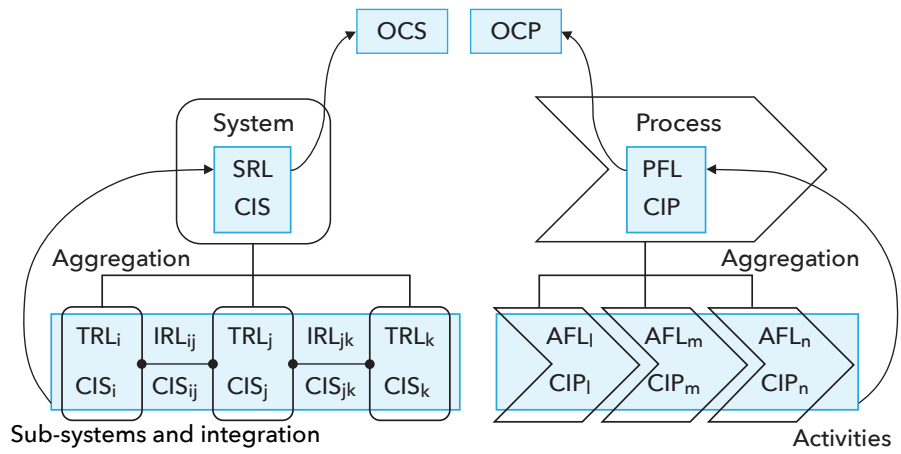 OCS
OCP
System
SRL
CIS
Process
PFL
CIP
Aggregation
Aggregation
TRLi IRLij TRLj IRLjk TRLk
CISi CISij CISj CISjk CISk
AFLl AFLm AFLn
CIPl CIPm CIPn
Sub-systems and integration
Activities